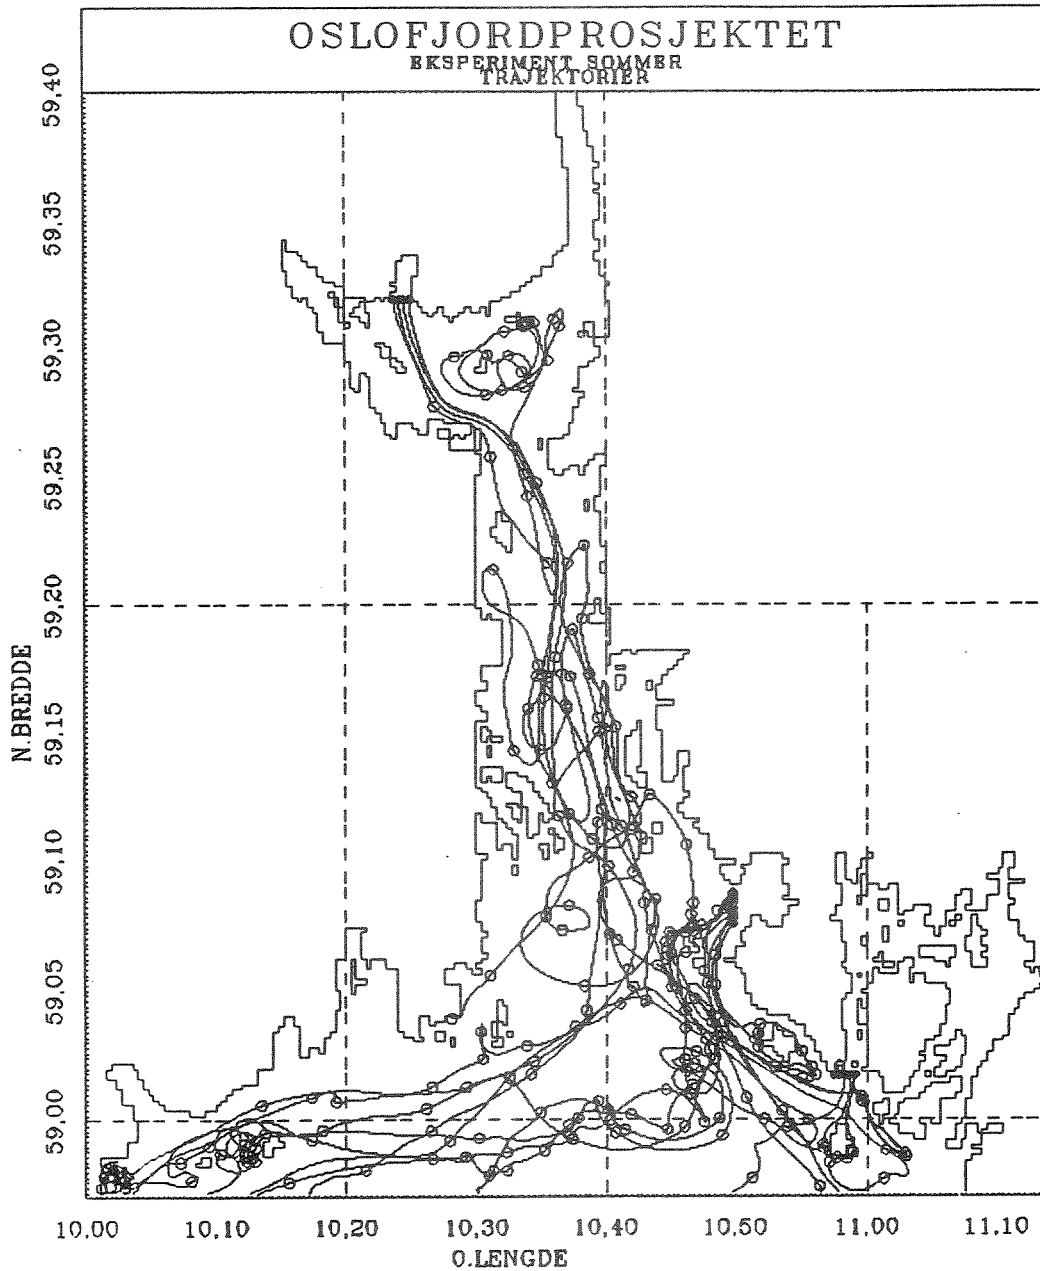 OSLOFJORDPROSJEKTET
EKSPERIMENT SOMMER
TRAJEKTORIER
59,40
59,35
59,30
59,25
59,20
59,15
59,10
59,05
59,00
N.BREDDE
10,00 10,10 10,20 10,30 10,40 10,50 11,00 11,10
O.LENGDE